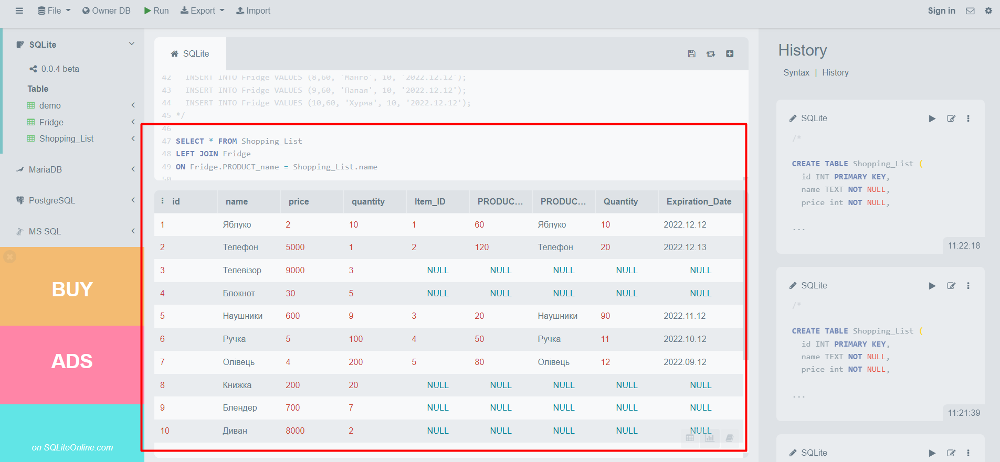 File Owner DB Run Export Import Sign in
SQLite
0.0.4 beta
Table
demo
Fridge
Shopping_List
MariaDB
PostgreSQL
MS SQL
BUY
ADS
on SQLiteOnline.com
SQLite
42 INSERT INTO Fridge VALUES (8,60, 'Манго', 10, '2022.12.12');
43 INSERT INTO Fridge VALUES (9,60, 'Папая', 10, '2022.12.12');
44 INSERT INTO Fridge VALUES (10,60, 'Хурма', 10, '2022.12.12');
45 */
46
47 SELECT * FROM Shopping_List
48 LEFT JOIN Fridge
49 ON Fridge.PRODUCT_name = Shopping_List.name
50
id name price quantity Item_ID PRODUC... PRODUC... Quantity Expiration_Date
1 Яблуко 2 10 1 60 Яблуко 10 2022.12.12
2 Телефон 5000 1 2 120 Телефон 20 2022.12.13
3 Телевізор 9000 3 NULL NULL NULL NULL NULL
4 Блокнот 30 5 NULL NULL NULL NULL NULL
5 Наушники 600 9 3 20 Наушники 90 2022.11.12
6 Ручка 5 100 4 50 Ручка 11 2022.10.12
7 Олівець 4 200 5 80 Олівець 12 2022.09.12
8 Книжка 200 20 NULL NULL NULL NULL NULL
9 Блендер 700 7 NULL NULL NULL NULL NULL
10 Диван 8000 2 NULL NULL NULL NULL NULL
History
Syntax | History
SQLite
/*
CREATE TABLE Shopping_List (
id INT PRIMARY KEY,
name TEXT NOT NULL,
price int NOT NULL,
...
11:22:18
SQLite
/*
CREATE TABLE Shopping_List (
id INT PRIMARY KEY,
name TEXT NOT NULL,
price int NOT NULL,
...
11:21:39
SQLite